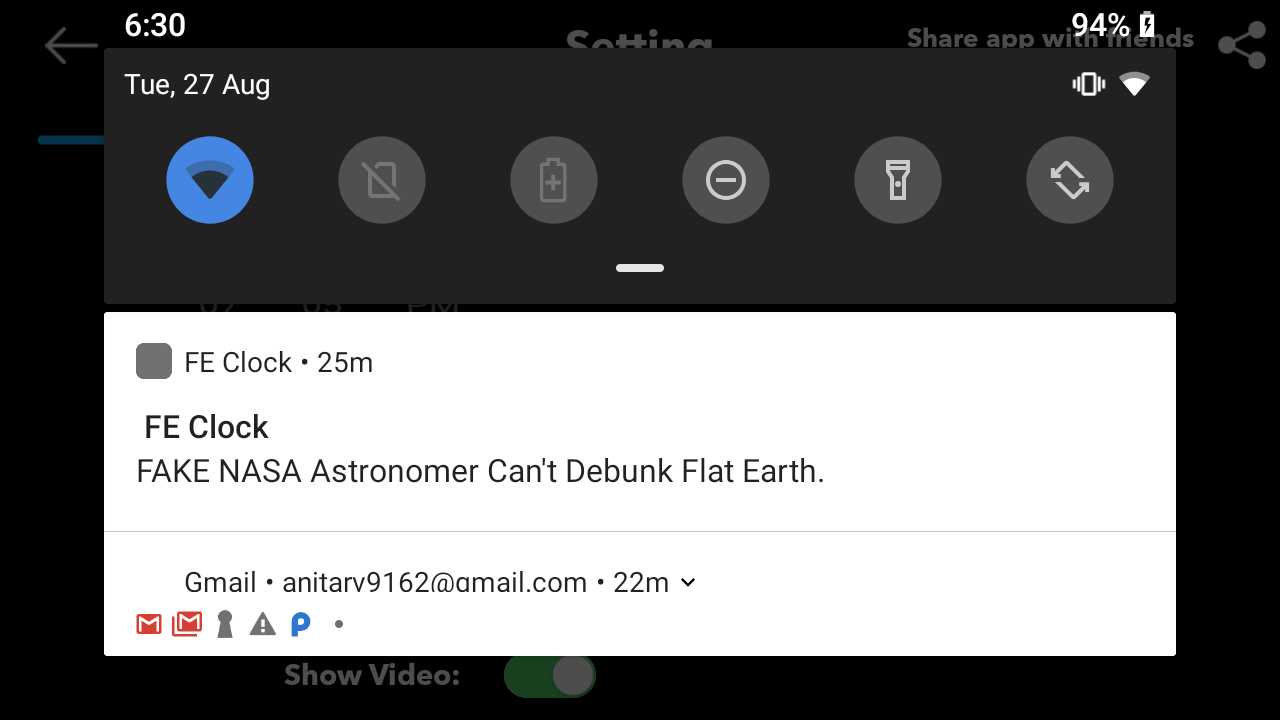 6:30
94%
Setting
Share app with friends
Tue, 27 Aug
FE Clock • 25m
FE Clock
FAKE NASA Astronomer Can't Debunk Flat Earth.
Gmail • anitarv9162@gmail.com • 22m
Show Video: